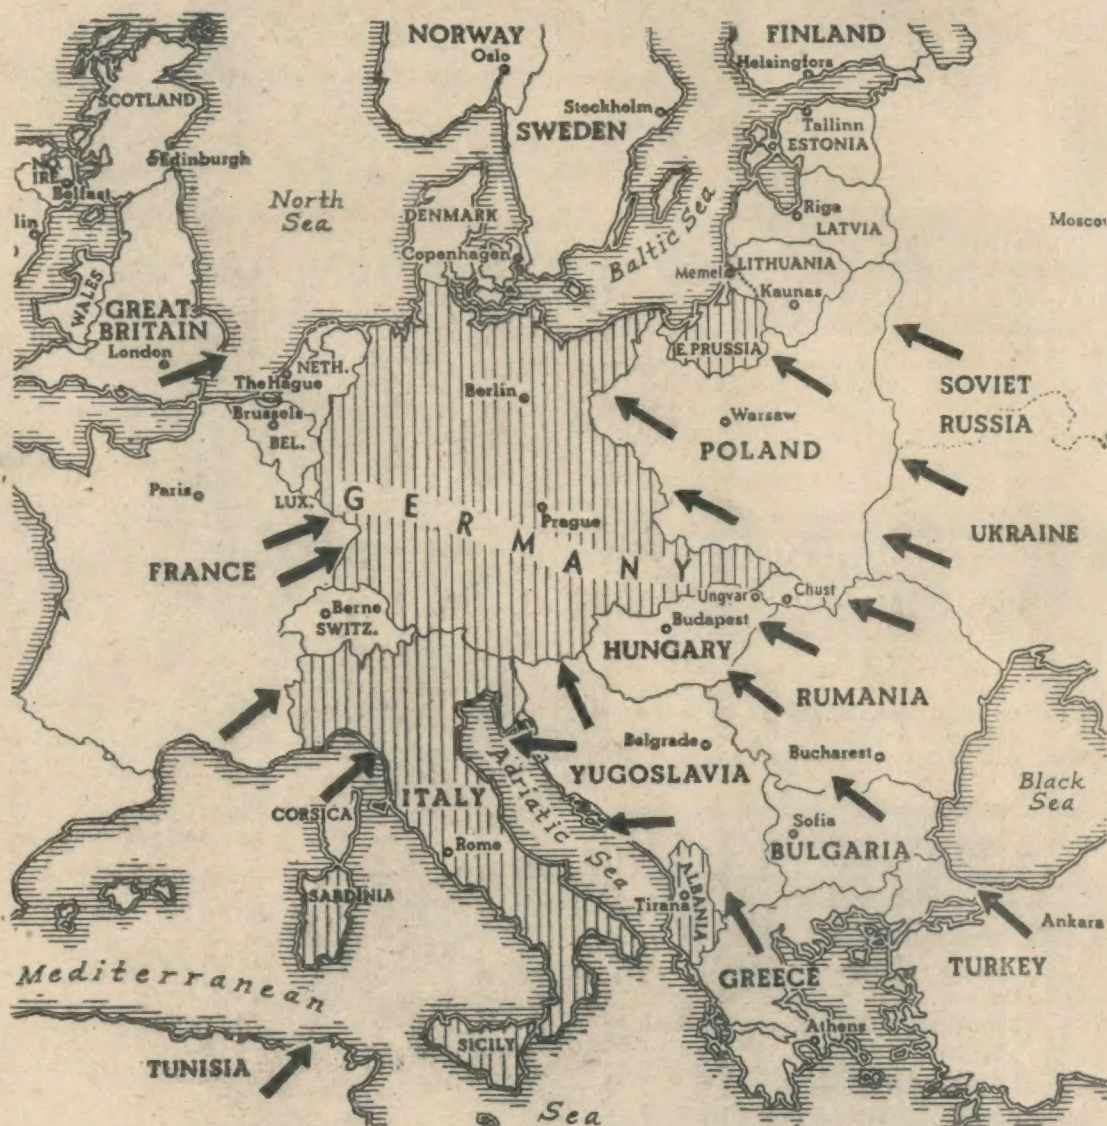 NORWAY
Oslo
FINLAND
Helsingfors
SCOTLAND
Stockholm
SWEDEN
Tallinn
ESTONIA
Edinburgh
N.
IRE.
Belfast
North
Sea
DENMARK
Baltic Sea
Riga
LATVIA
Moscow
lin
Copenhagen
Memel
LITHUANIA
Kaunas
WALES
GREAT
BRITAIN
London
NETH.
E. PRUSSIA
The Hague
Berlin
SOVIET
RUSSIA
Brussels
BEL.
Warsaw
POLAND
Paris
LUX.
GERMANY
Prague
UKRAINE
FRANCE
Ungvar
Chust
Berne
SWITZ.
Budapest
HUNGARY
RUMANIA
Belgrade
YUGOSLAVIA
Bucharest
Black
Sea
Adriatic Sea
CORSICA
ITALY
Sofia
BULGARIA
Rome
SARDINIA
Tirana
ALBANIA
Ankara
Mediterranean
GREECE
TURKEY
Athens
SICILY
TUNISIA
Sea